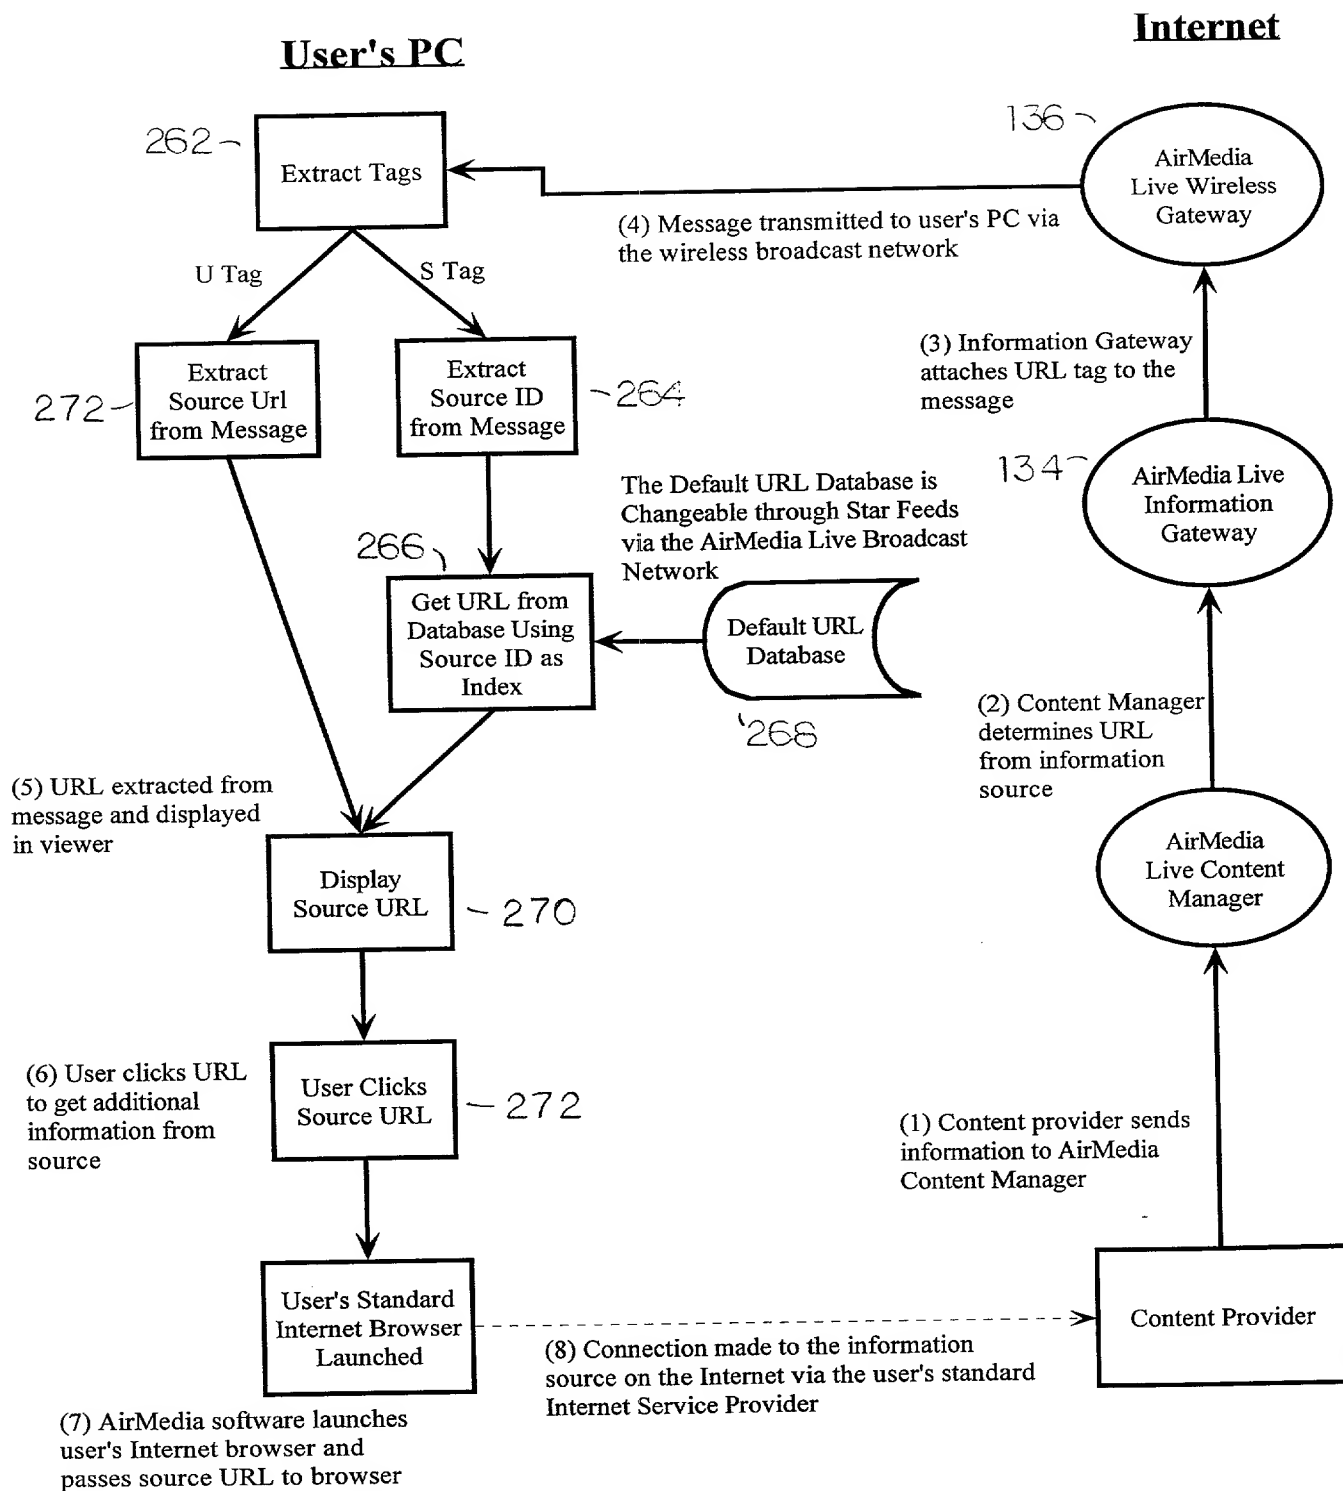 User's PC
Internet
262
Extract Tags
136
AirMedia
Live Wireless
Gateway
(4) Message transmitted to user's PC via
the wireless broadcast network
U Tag
S Tag
272
Extract
Source Url
from Message
Extract
Source ID
from Message
264
(3) Information Gateway
attaches URL tag to the
message
134
AirMedia Live
Information
Gateway
The Default URL Database is
Changeable through Star Feeds
via the AirMedia Live Broadcast
Network
266
Get URL from
Database Using
Source ID as
Index
Default URL
Database
268
(2) Content Manager
determines URL
from information
source
(5) URL extracted from
message and displayed
in viewer
Display
Source URL
270
AirMedia
Live Content
Manager
(6) User clicks URL
to get additional
information from
source
User Clicks
Source URL
272
(1) Content provider sends
information to AirMedia
Content Manager
User's Standard
Internet Browser
Launched
Content Provider
(8) Connection made to the information
source on the Internet via the user's standard
Internet Service Provider
(7) AirMedia software launches
user's Internet browser and
passes source URL to browser